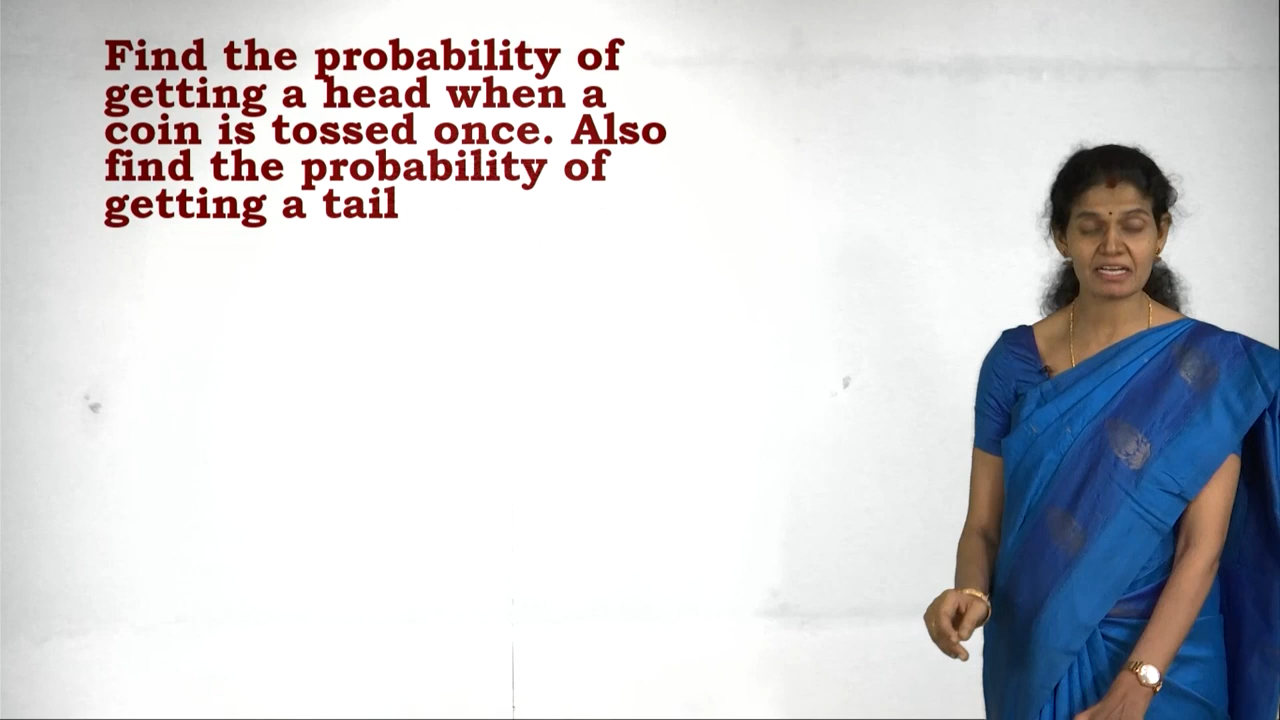 Find the probability of
getting a head when a
coin is tossed once. Also
find the probability of
getting a tail